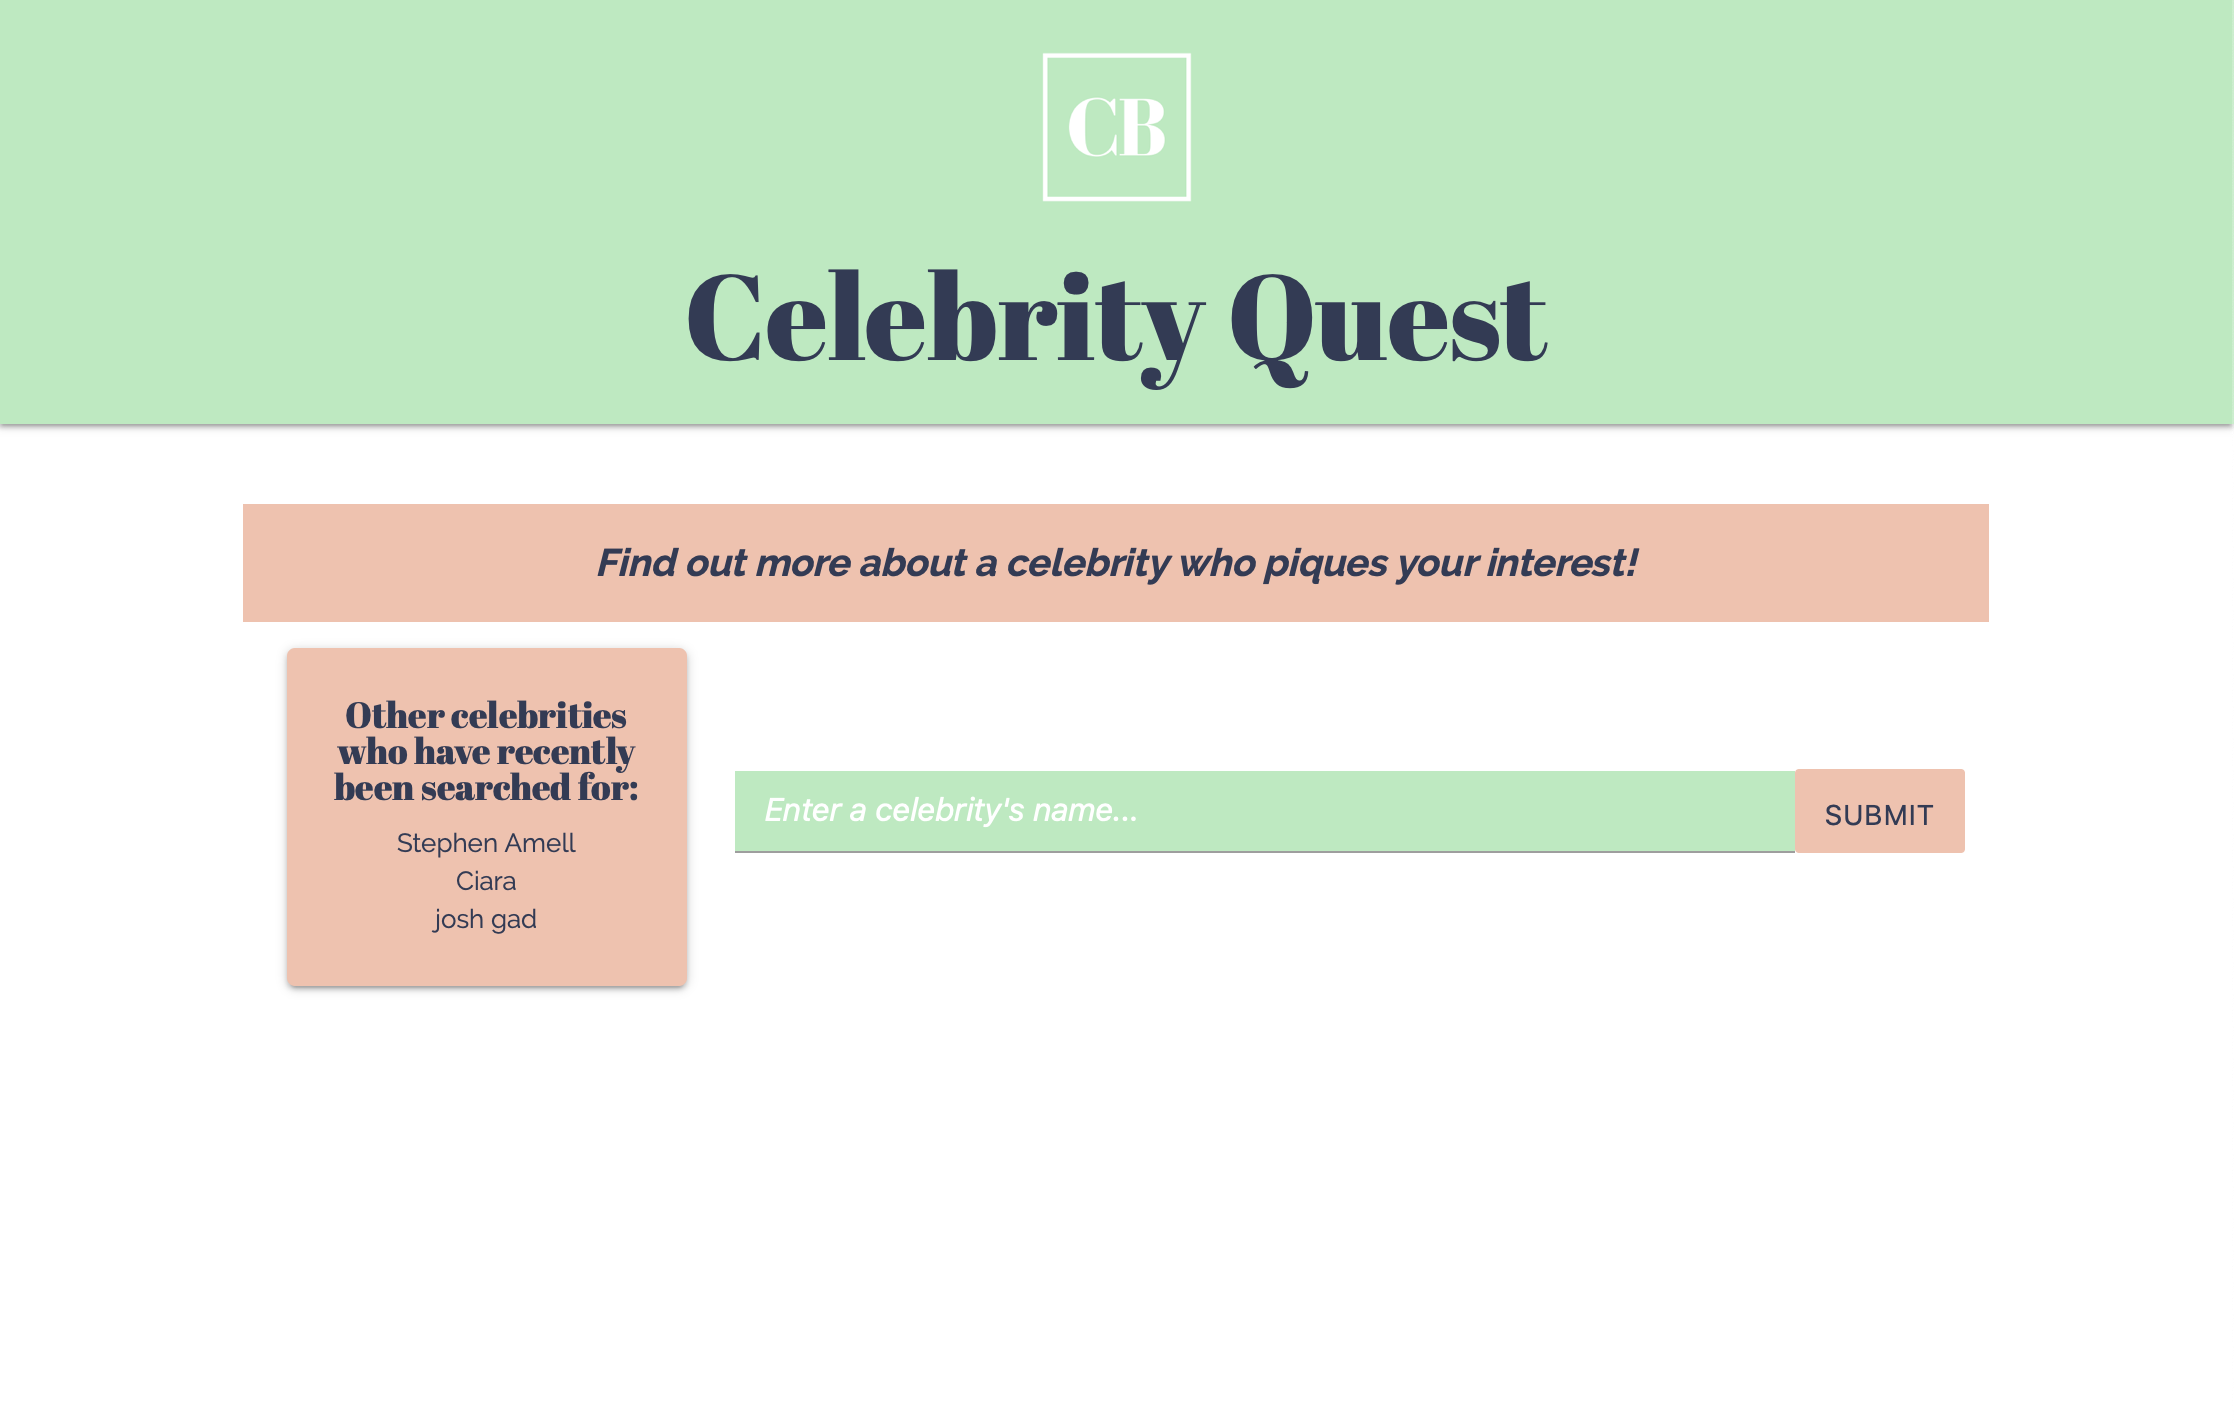 CB
Celebrity Quest
Find out more about a celebrity who piques your interest!
Other celebrities
who have recently
been searched for:
Stephen Amell
Ciara
josh gad
Enter a celebrity's name...
SUBMIT